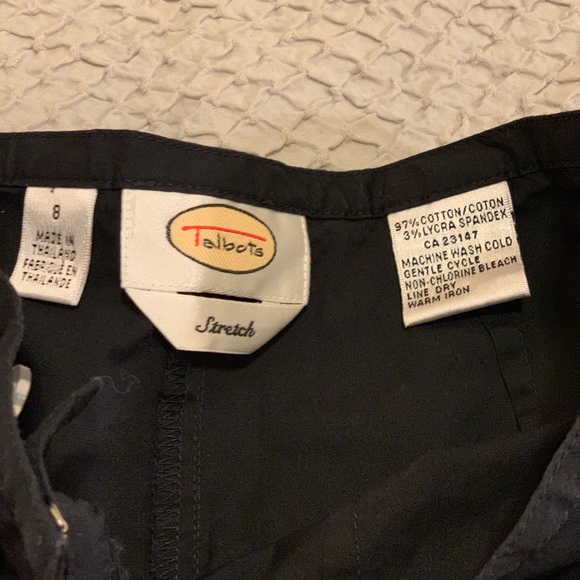 8
MADE IN
THAILAND
FABRIQUÉ EN
THAILANDE
Talbots
Stretch
97% COTTON/COTON
3% LYCRA SPANDEX
CA 23147
MACHINE WASH COLD
GENTLE CYCLE
NON-CHLORINE BLEACH
LINE DRY
WARM IRON